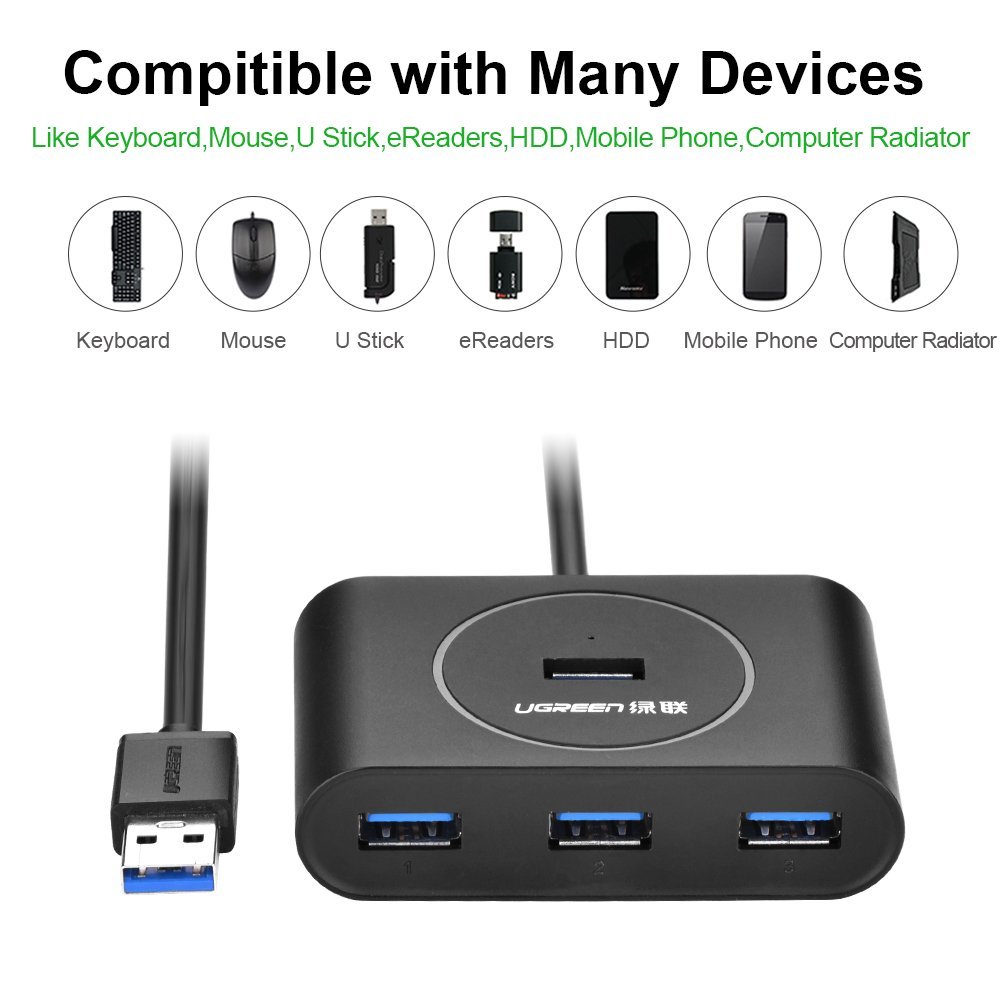 Compitible with Many Devices
Like Keyboard,Mouse,U Stick,eReaders,HDD,Mobile Phone,Computer Radiator
Keyboard Mouse U Stick eReaders HDD Mobile Phone Computer Radiator
UGREEN 绿联
UGREEN
1 2 3